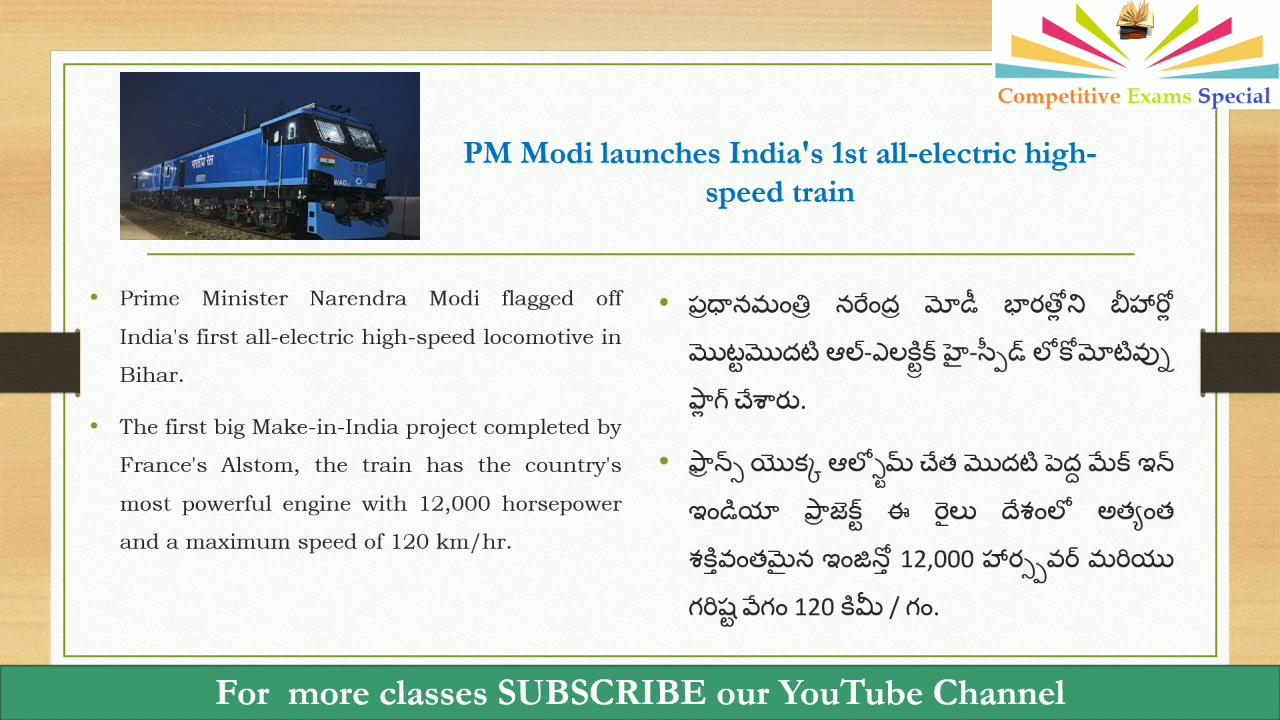 Competitive Exams Special
भारतीय रेल
PM Modi launches India's 1st all-electric high-
speed train
• Prime Minister Narendra Modi flagged off
India's first all-electric high-speed locomotive in
Bihar.
• The first big Make-in-India project completed by
France's Alstom, the train has the country's
most powerful engine with 12,000 horsepower
and a maximum speed of 120 km/hr.
• ప్రధానమంత్రి నరేంద్ర మోడీ భారత్లోని బీహార్లో
మొట్టమొదటి ఆల్-ఎలక్ట్రిక్ హై-స్పీడ్ లోకోమోటివ్ను
ఫ్లాగ్ చేశారు.
• ఫ్రాన్స్ యొక్క ఆల్స్టోమ్ చేత మొదటి పెద్ద మేక్ ఇన్
ఇండియా ప్రాజెక్ట్ ఈ రైలు దేశంలో అత్యంత
శక్తివంతమైన ఇంజిన్తో 12,000 హార్స్పవర్ మరియు
గరిష్ట వేగం 120 కిమీ / గం.
For more classes SUBSCRIBE our YouTube Channel